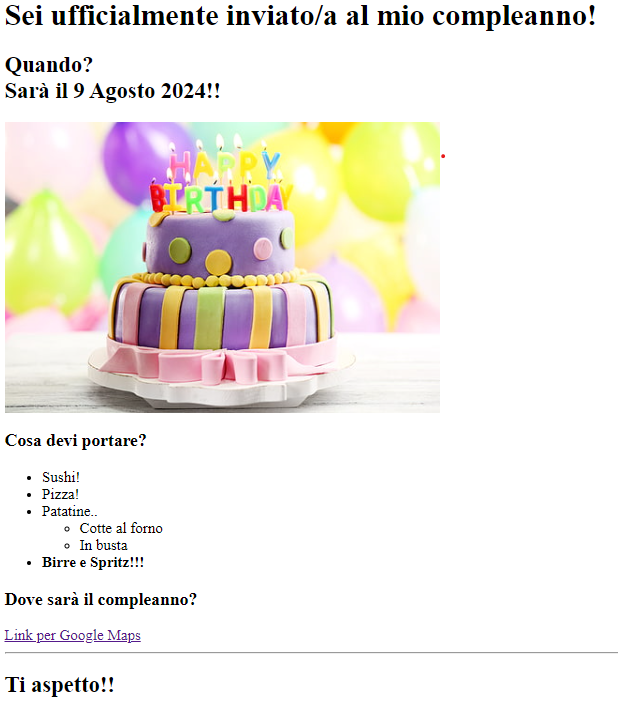 Sei ufficialmente inviato/a al mio compleanno!
Quando?
Sarà il 9 Agosto 2024!!
HAPPY
BIRTHDAY
Cosa devi portare?
Sushi!
Pizza!
Patatine..
Cotte al forno
In busta
Birre e Spritz!!!
Dove sarà il compleanno?
Link per Google Maps
Ti aspetto!!